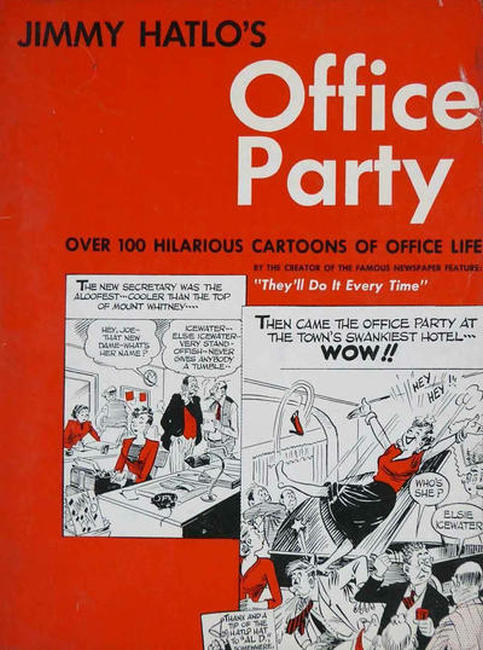 JIMMY HATLO'S
Office
Party
OVER 100 HILARIOUS CARTOONS OF OFFICE LIFE
BY THE CREATOR OF THE FAMOUS NEWSPAPER FEATURE:
"They'll Do It Every Time"
THE NEW SECRETARY WAS THE
ALOOFEST---COOLER THAN THE TOP
OF MOUNT WHITNEY----
HEY, JOE-
THAT NEW
DAME-WHAT'S
HER NAME?
ICEWATER--
ELSIE ICEWATER-
VERY STAND-
OFFISH--NEVER
GIVES ANYBODY
A TUMBLE--
THEN CAME THE OFFICE PARTY AT
THE TOWN'S SWANKIEST HOTEL---
WOW!!
HEY,
HEY!!
WHO'S
SHE?
ELSIE
ICEWATER
THANX AND A
TIP OF THE
HATLO HAT
TO "AL D.,"
SOMEWHERE